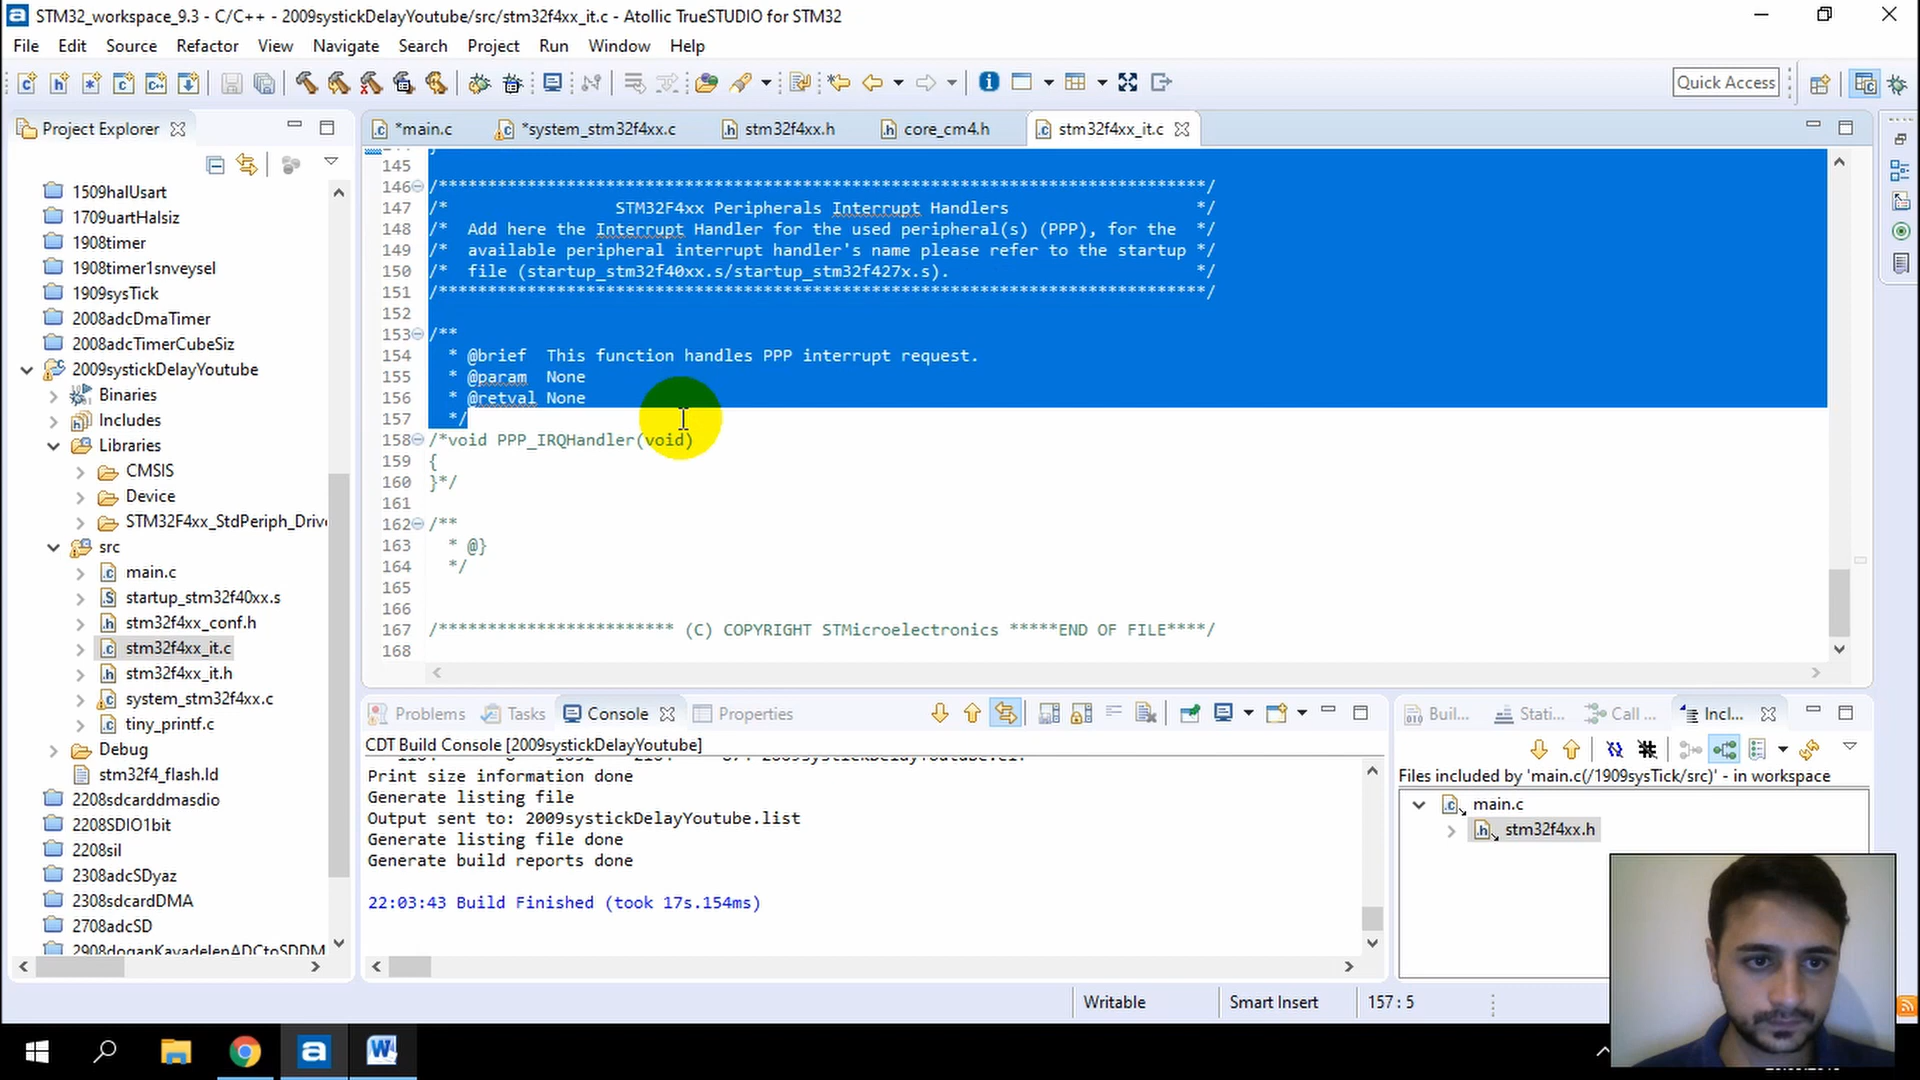 STM32_workspace_9.3 - C/C++ - 2009systickDelayYoutube/src/stm32f4xx_it.c - Atollic TrueSTUDIO for STM32
File Edit Source Refactor View Navigate Search Project Run Window Help
Quick Access
Project Explorer
*main.c
*system_stm32f4xx.c
stm32f4xx.h
core_cm4.h
stm32f4xx_it.c
1509halUsart
1709uartHalsiz
1908timer
1908timer1snveysel
1909sysTick
2008adcDmaTimer
2008adcTimerCubeSiz
2009systickDelayYoutube
Binaries
Includes
Libraries
CMSIS
Device
STM32F4xx_StdPeriph_Drive
src
main.c
startup_stm32f40xx.s
stm32f4xx_conf.h
stm32f4xx_it.c
stm32f4xx_it.h
system_stm32f4xx.c
tiny_printf.c
Debug
stm32f4_flash.ld
2208sdcarddmasdio
2208SDIO1bit
2208sil
2308adcSDyaz
2308sdcardDMA
2708adcSD
2908doganKayadelenADCtoSDDM
145
146 /******************************************************************************/
147 /* STM32F4xx Peripherals Interrupt Handlers */
148 /* Add here the Interrupt Handler for the used peripheral(s) (PPP), for the */
149 /* available peripheral interrupt handler's name please refer to the startup */
150 /* file (startup_stm32f40xx.s/startup_stm32f427x.s). */
151 /******************************************************************************/
152
153 /**
154 * @brief This function handles PPP interrupt request.
155 * @param None
156 * @retval None
157 */
158 /*void PPP_IRQHandler(void)
159 {
160 }*/
161
162 /**
163 * @}
164 */
165
166
167 /************************ (C) COPYRIGHT STMicroelectronics *****END OF FILE****/
168
Problems Tasks Console Properties
CDT Build Console [2009systickDelayYoutube]
Print size information done
Generate listing file
Output sent to: 2009systickDelayYoutube.list
Generate listing file done
Generate build reports done
22:03:43 Build Finished (took 17s.154ms)
Buil... Stati... Call ... Incl...
Files included by 'main.c(/1909sysTick/src)' - in workspace
main.c
stm32f4xx.h
Writable Smart Insert 157 : 5